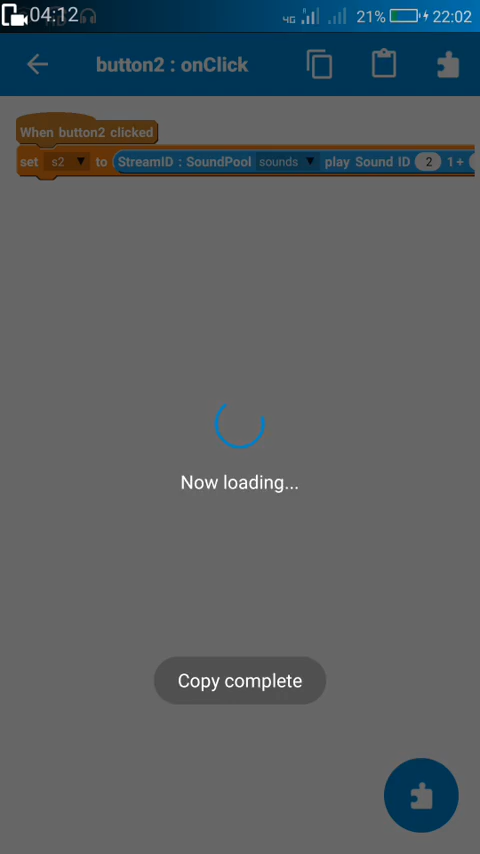 04:12 4G 21% 22:02
button2 : onClick
When button2 clicked
set s2 to StreamID : SoundPool sounds play Sound ID 2 1+
Now loading...
Copy complete